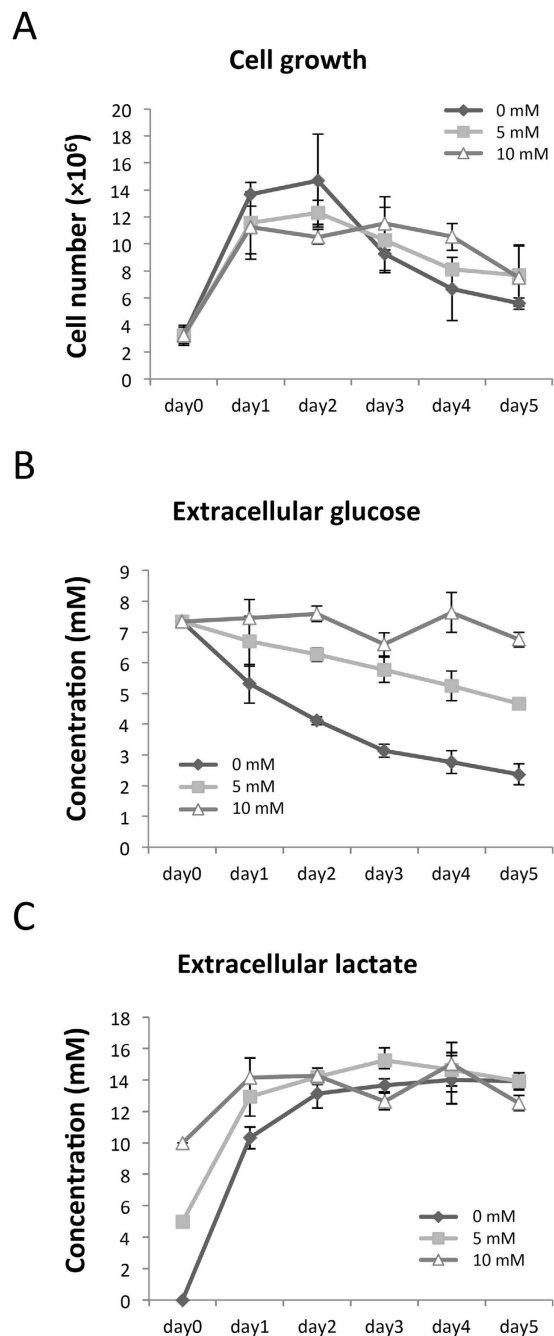 A
Cell growth
Cell number (×10⁶)
20
18
16
14
12
10
8
6
4
2
0
0 mM
5 mM
10 mM
day0 day1 day2 day3 day4 day5
B
Extracellular glucose
Concentration (mM)
9
8
7
6
5
4
3
2
1
0
0 mM
5 mM
10 mM
day0 day1 day2 day3 day4 day5
C
Extracellular lactate
Concentration (mM)
18
16
14
12
10
8
6
4
2
0
0 mM
5 mM
10 mM
day0 day1 day2 day3 day4 day5